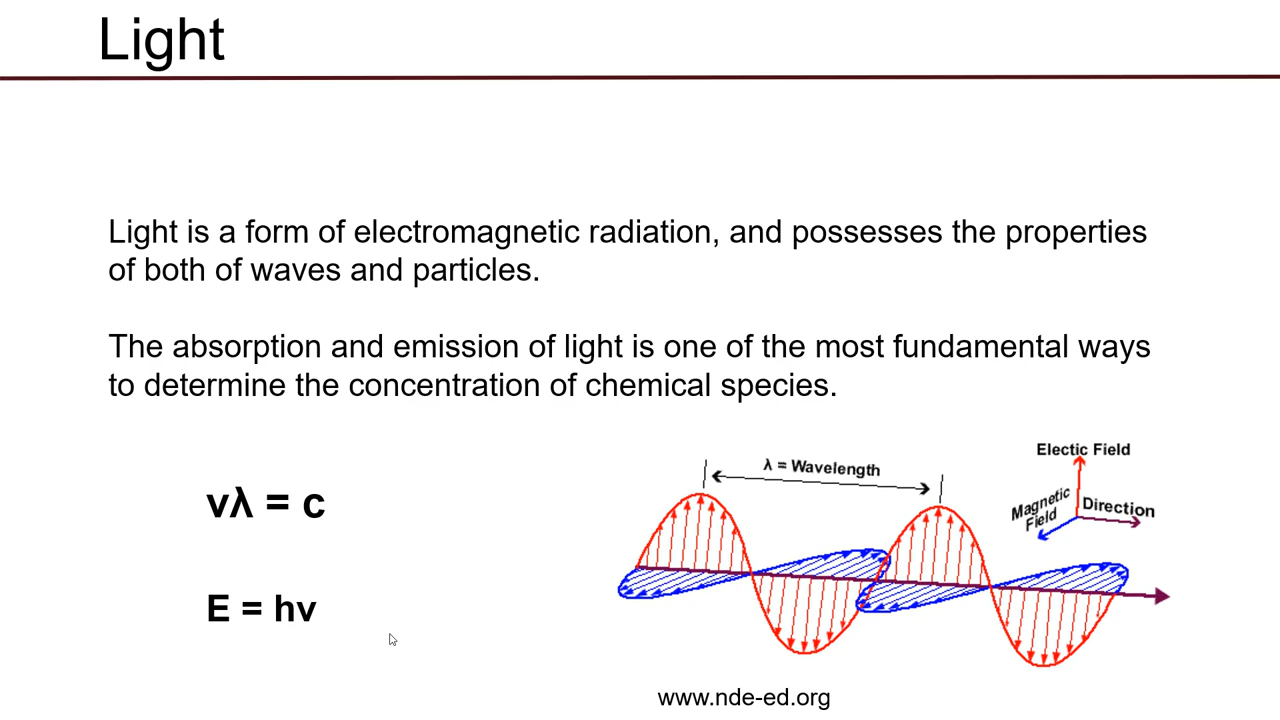 Light
Light is a form of electromagnetic radiation, and possesses the properties
of both of waves and particles.
The absorption and emission of light is one of the most fundamental ways
to determine the concentration of chemical species.
νλ = c
E = hν
λ = Wavelength
Electic Field
Magnetic
Field
Direction
www.nde-ed.org